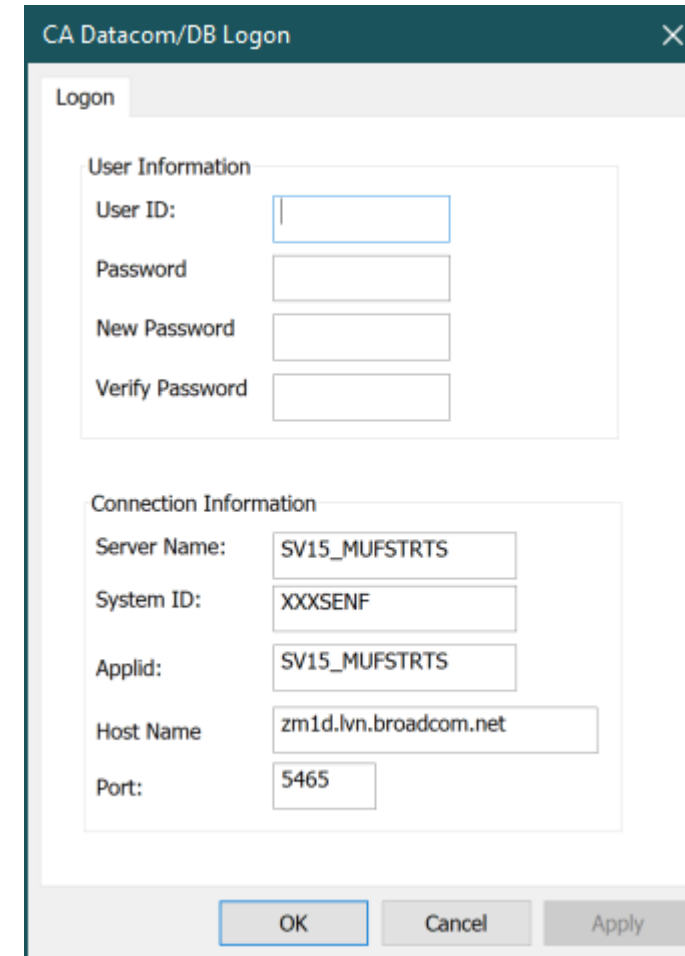 CA Datacom/DB Logon
Logon
User Information
User ID:
Password
New Password
Verify Password
Connection Information
Server Name: SV15_MUFSTRTS
System ID: XXXSENF
Applid: SV15_MUFSTRTS
Host Name zm1d.lvn.broadcom.net
Port: 5465
OK Cancel Apply